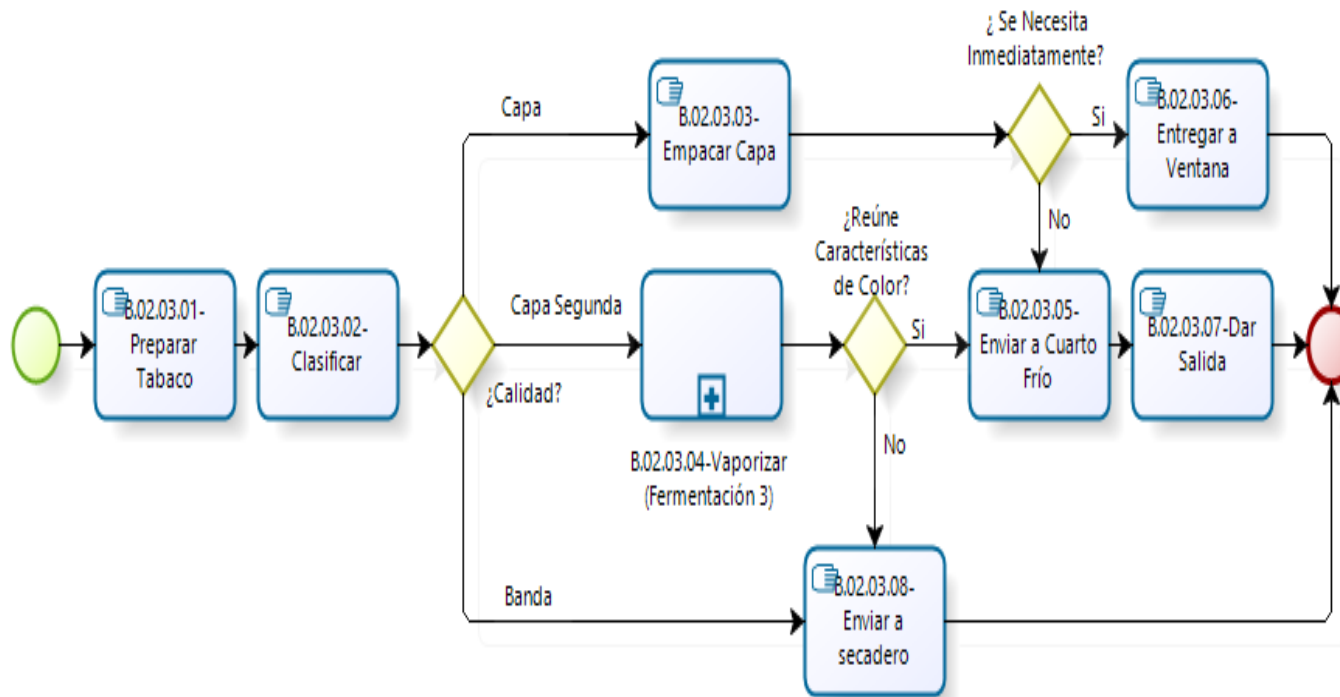 ¿ Se Necesita
Inmediatamente?
Capa
B.02.03.03-
Empacar Capa
Si
B.02.03.06-
Entregar a
Ventana
No
¿Reúne
Características
de Color?
B.02.03.01-
Preparar
Tabaco
B.02.03.02-
Clasificar
¿Calidad?
Capa Segunda
B.02.03.04-Vaporizar
(Fermentación 3)
Si
B.02.03.05-
Enviar a Cuarto
Frío
B.02.03.07-Dar
Salida
No
Banda
B.02.03.08-
Enviar a
secadero